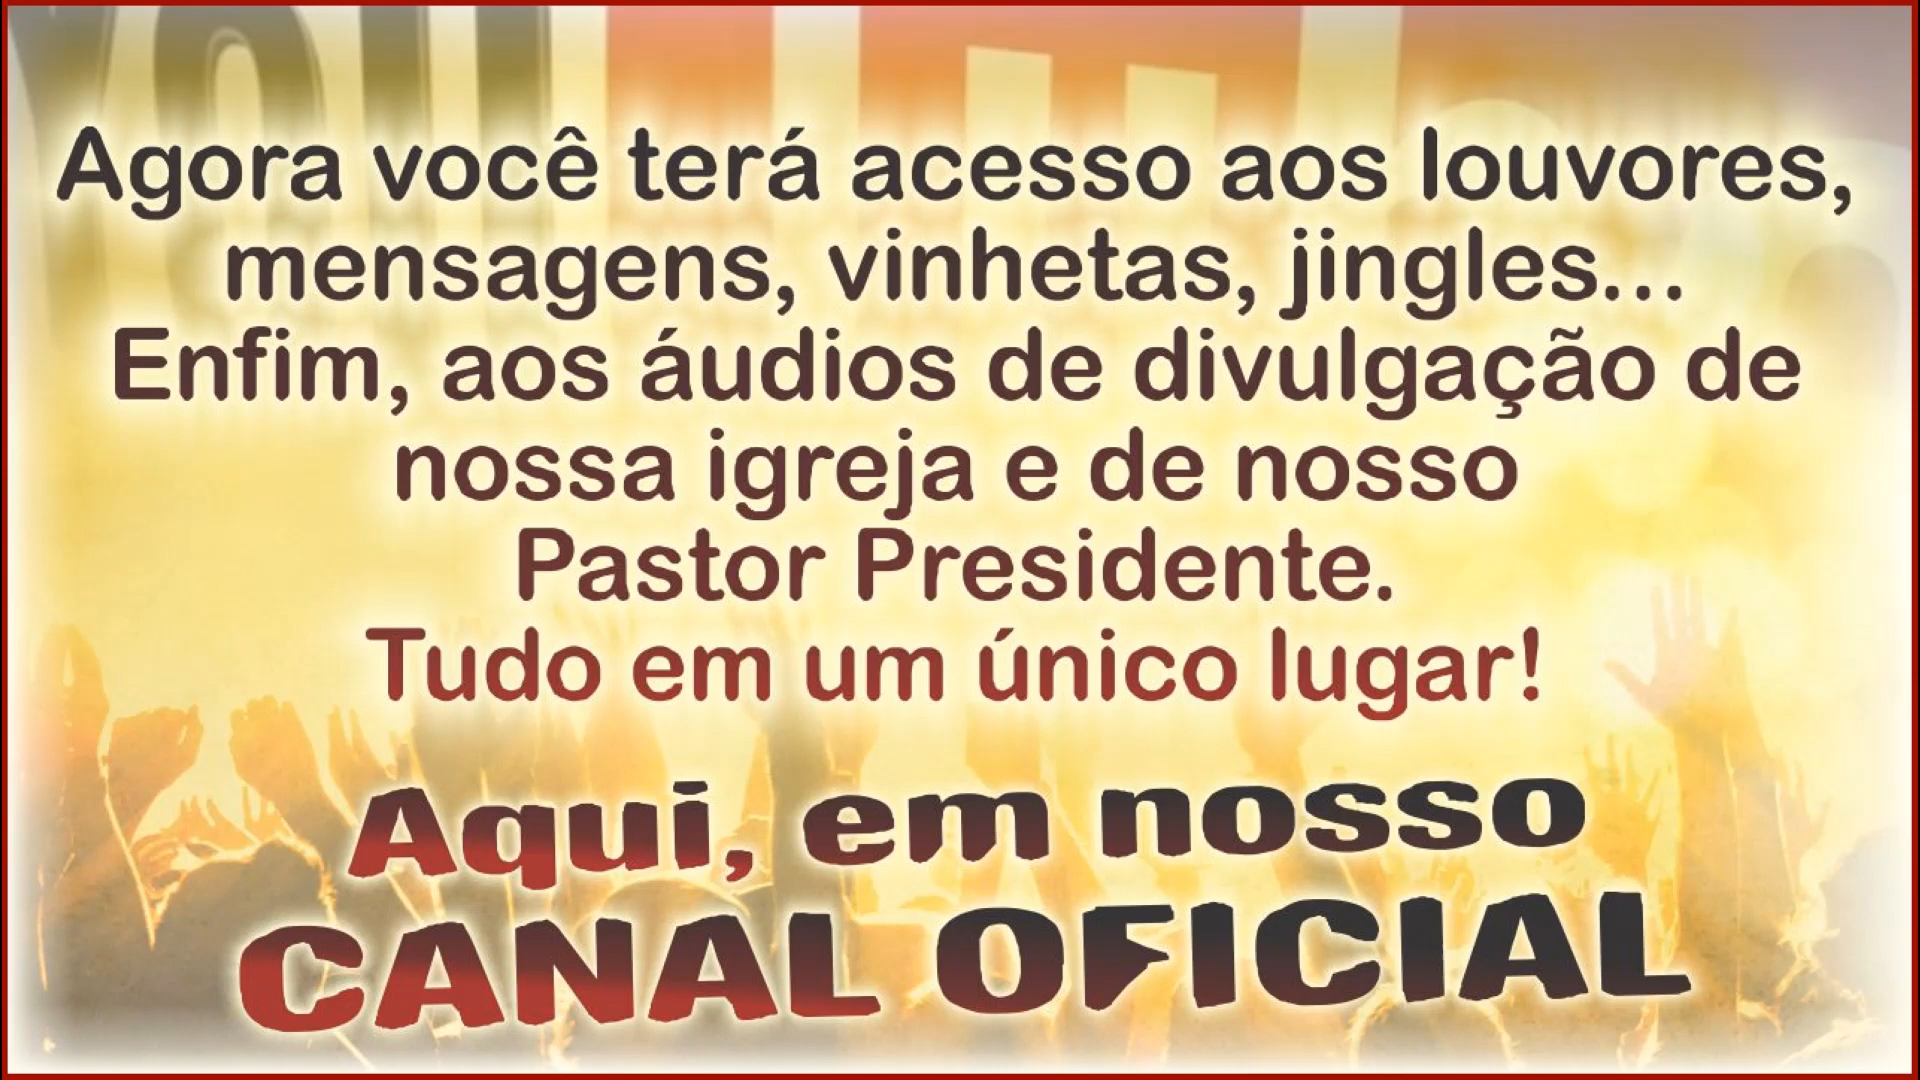 Agora você terá acesso aos louvores,
mensagens, vinhetas, jingles...
Enfim, aos áudios de divulgação de
nossa igreja e de nosso
Pastor Presidente.
Tudo em um único lugar!
Aqui, em nosso
CANAL OFICIAL